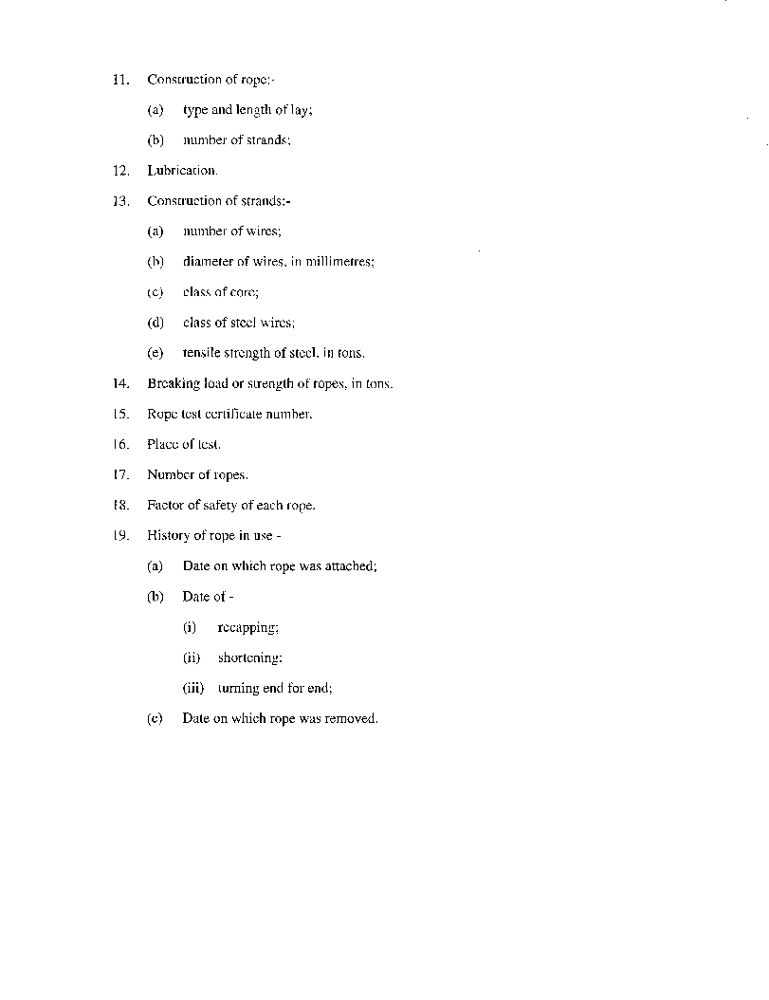 11. Construction of rope:-
(a) type and length of lay;
(b) number of strands;
12. Lubrication.
13. Construction of strands:-
(a) number of wires;
(b) diameter of wires, in millimetres;
(c) class of core;
(d) class of steel wires;
(e) tensile strength of steel, in tons.
14. Breaking load or strength of ropes, in tons.
15. Rope test certificate number.
16. Place of test.
17. Number of ropes.
18. Factor of safety of each rope.
19. History of rope in use -
(a) Date on which rope was attached;
(b) Date of -
(i) recapping;
(ii) shortening;
(iii) turning end for end;
(c) Date on which rope was removed.